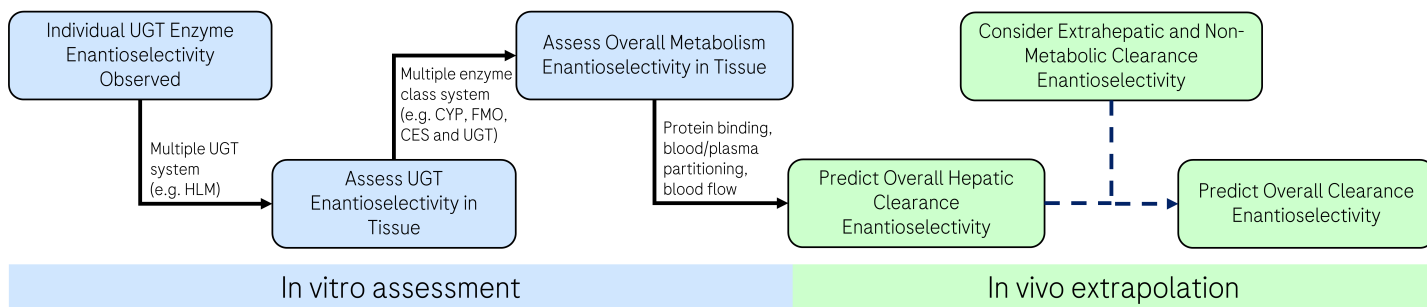 Individual UGT Enzyme
Enantioselectivity
Observed
Multiple UGT
system
(e.g. HLM)
Assess UGT
Enantioselectivity in
Tissue
Multiple enzyme
class system
(e.g. CYP, FMO,
CES and UGT)
Assess Overall Metabolism
Enantioselectivity in Tissue
Protein binding,
blood/plasma
partitioning,
blood flow
Predict Overall Hepatic
Clearance
Enantioselectivity
Consider Extrahepatic and Non-
Metabolic Clearance
Enantioselectivity
Predict Overall Clearance
Enantioselectivity
In vitro assessment
In vivo extrapolation